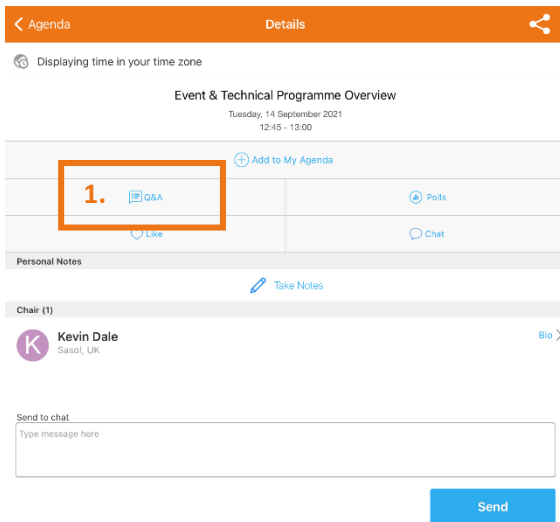 Agenda
Details
Displaying time in your time zone
Event & Technical Programme Overview
Tuesday, 14 September 2021
12:45 - 13:00
Add to My Agenda
1.
Q&A
Polls
Like
Chat
Personal Notes
Take Notes
Chair (1)
K
Kevin Dale
Bio
Sasol, UK
Send to chat
Type message here
Send